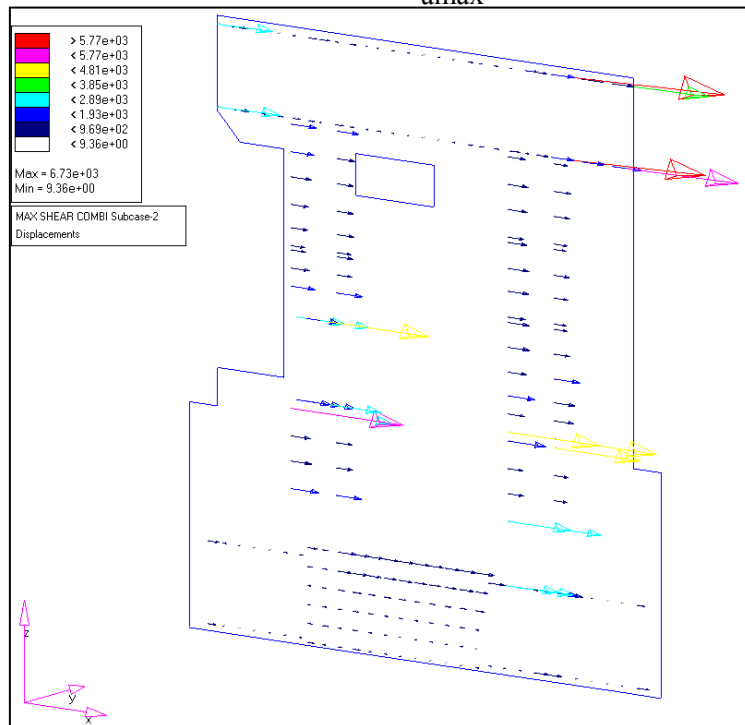 umax
> 5.77e+03
< 5.77e+03
< 4.81e+03
< 3.85e+03
< 2.89e+03
< 1.93e+03
< 9.69e+02
< 9.36e+00
Max = 6.73e+03
Min = 9.36e+00
MAX SHEAR COMBI Subcase-2
Displacements
z
y
x